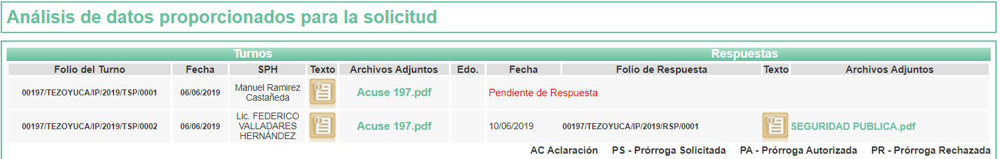 Análisis de datos proporcionados para la solicitud
Turnos Respuestas
Folio del Turno Fecha SPH Texto Archivos Adjuntos Edo. Fecha Folio de Respuesta Texto Archivos Adjuntos
00197/TEZOYUCA/IP/2019/TSP/0001 06/06/2019 Manuel Ramirez Castañeda Acuse 197.pdf Pendiente de Respuesta
00197/TEZOYUCA/IP/2019/TSP/0002 06/06/2019 Lic. FEDERICO VALLADARES HERNÁNDEZ Acuse 197.pdf 10/06/2019 00197/TEZOYUCA/IP/2019/RSP/0001 SEGURIDAD PUBLICA.pdf
AC Aclaración PS - Prórroga Solicitada PA - Prórroga Autorizada PR - Prórroga Rechazada